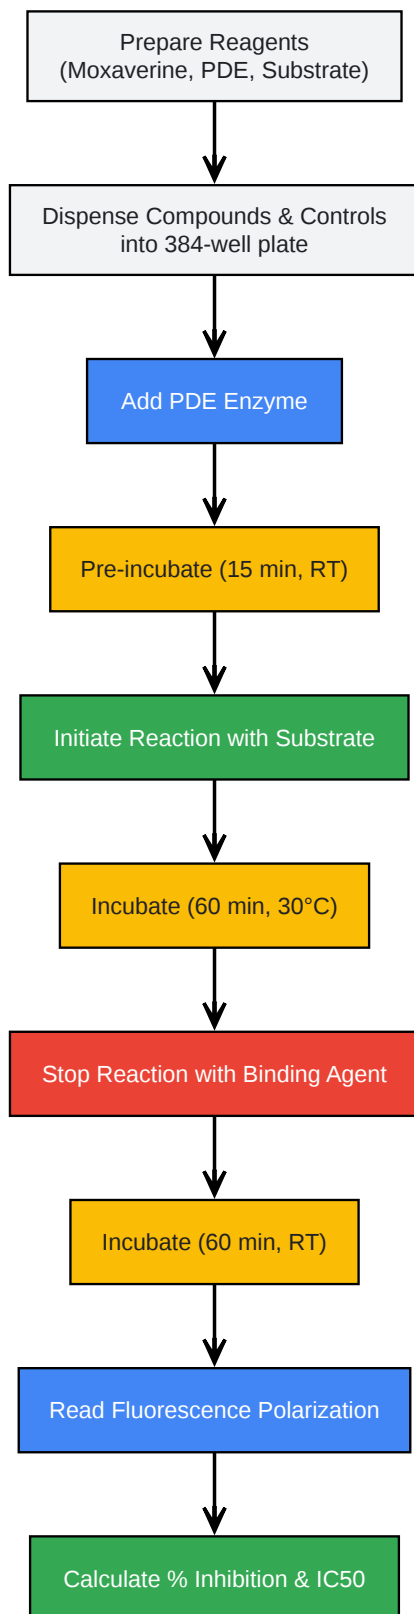 Prepare Reagents
(Moxaverine, PDE, Substrate)
Dispense Compounds & Controls
into 384-well plate
Add PDE Enzyme
Pre-incubate (15 min, RT)
Initiate Reaction with Substrate
Incubate (60 min, 30°C)
Stop Reaction with Binding Agent
Incubate (60 min, RT)
Read Fluorescence Polarization
Calculate % Inhibition & IC50